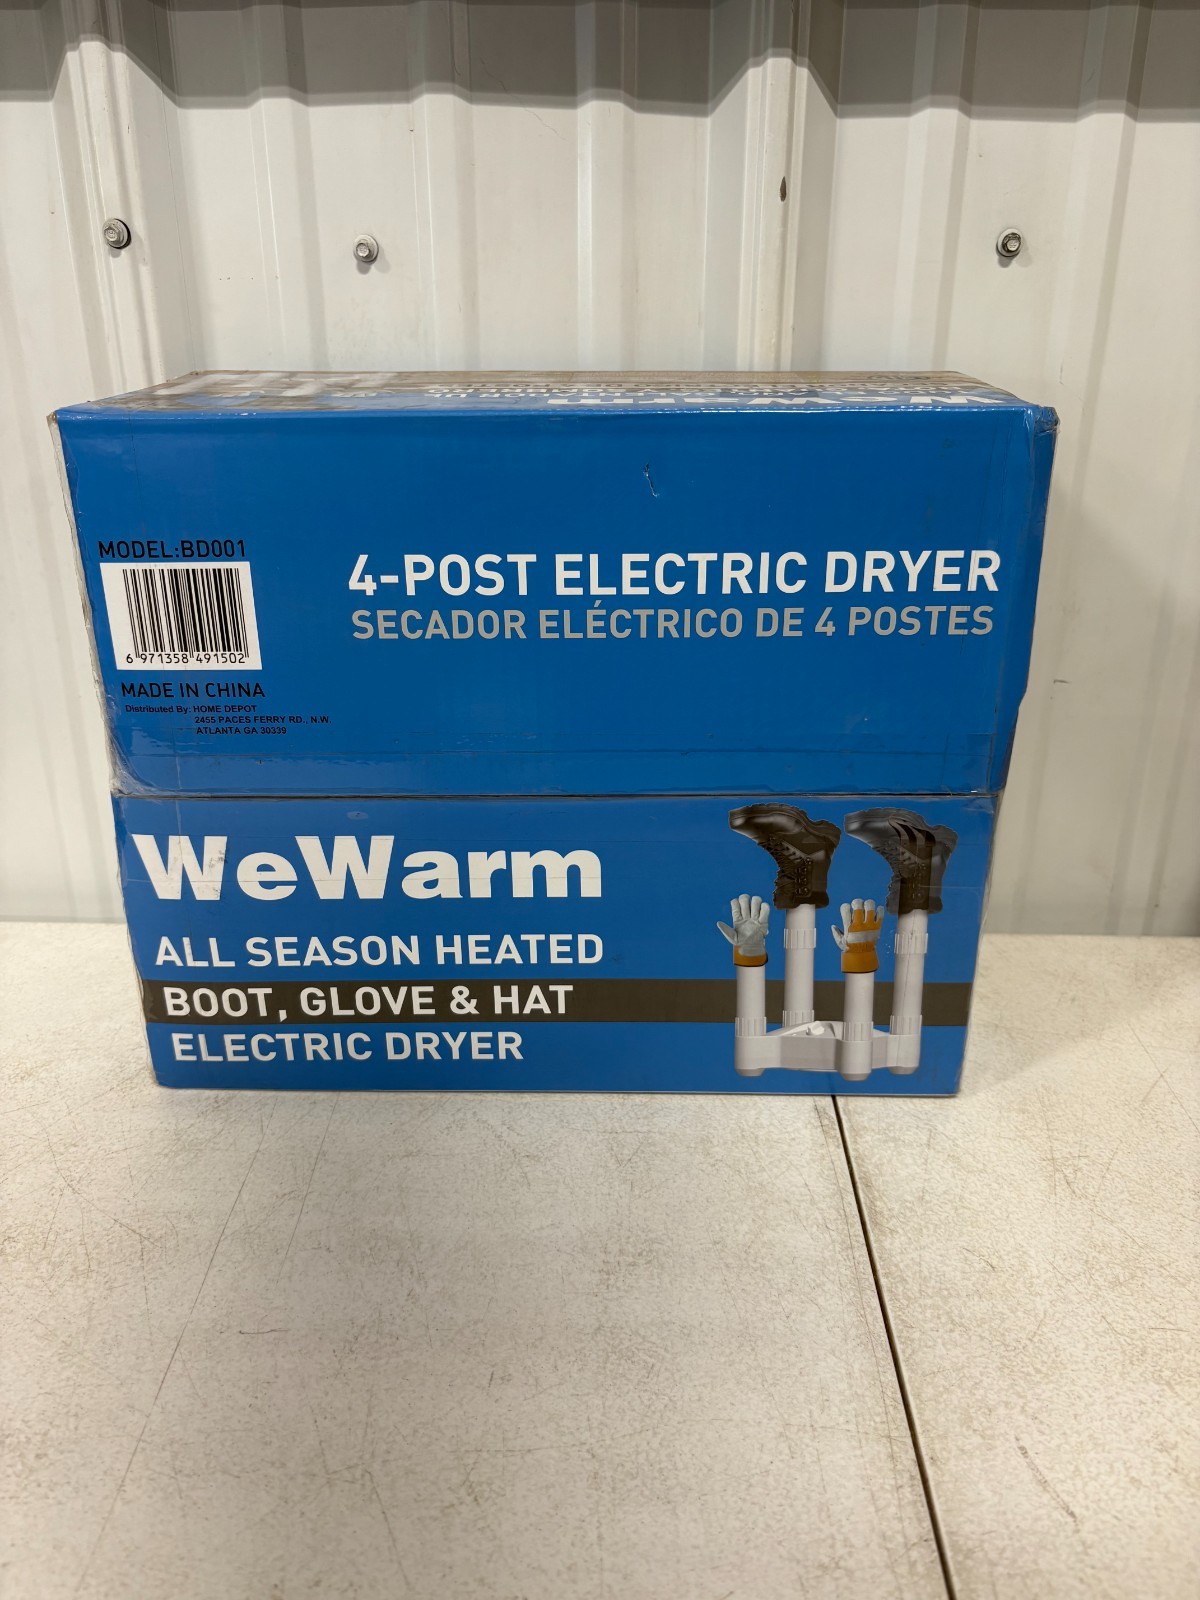 WeWarm
MODEL:BD001
6 971358 491502
MADE IN CHINA
Distributed By: HOME DEPOT
2455 PACES FERRY RD., N.W.
ATLANTA GA 30339
4-POST ELECTRIC DRYER
SECADOR ELÉCTRICO DE 4 POSTES
WeWarm
ALL SEASON HEATED
BOOT, GLOVE & HAT
ELECTRIC DRYER